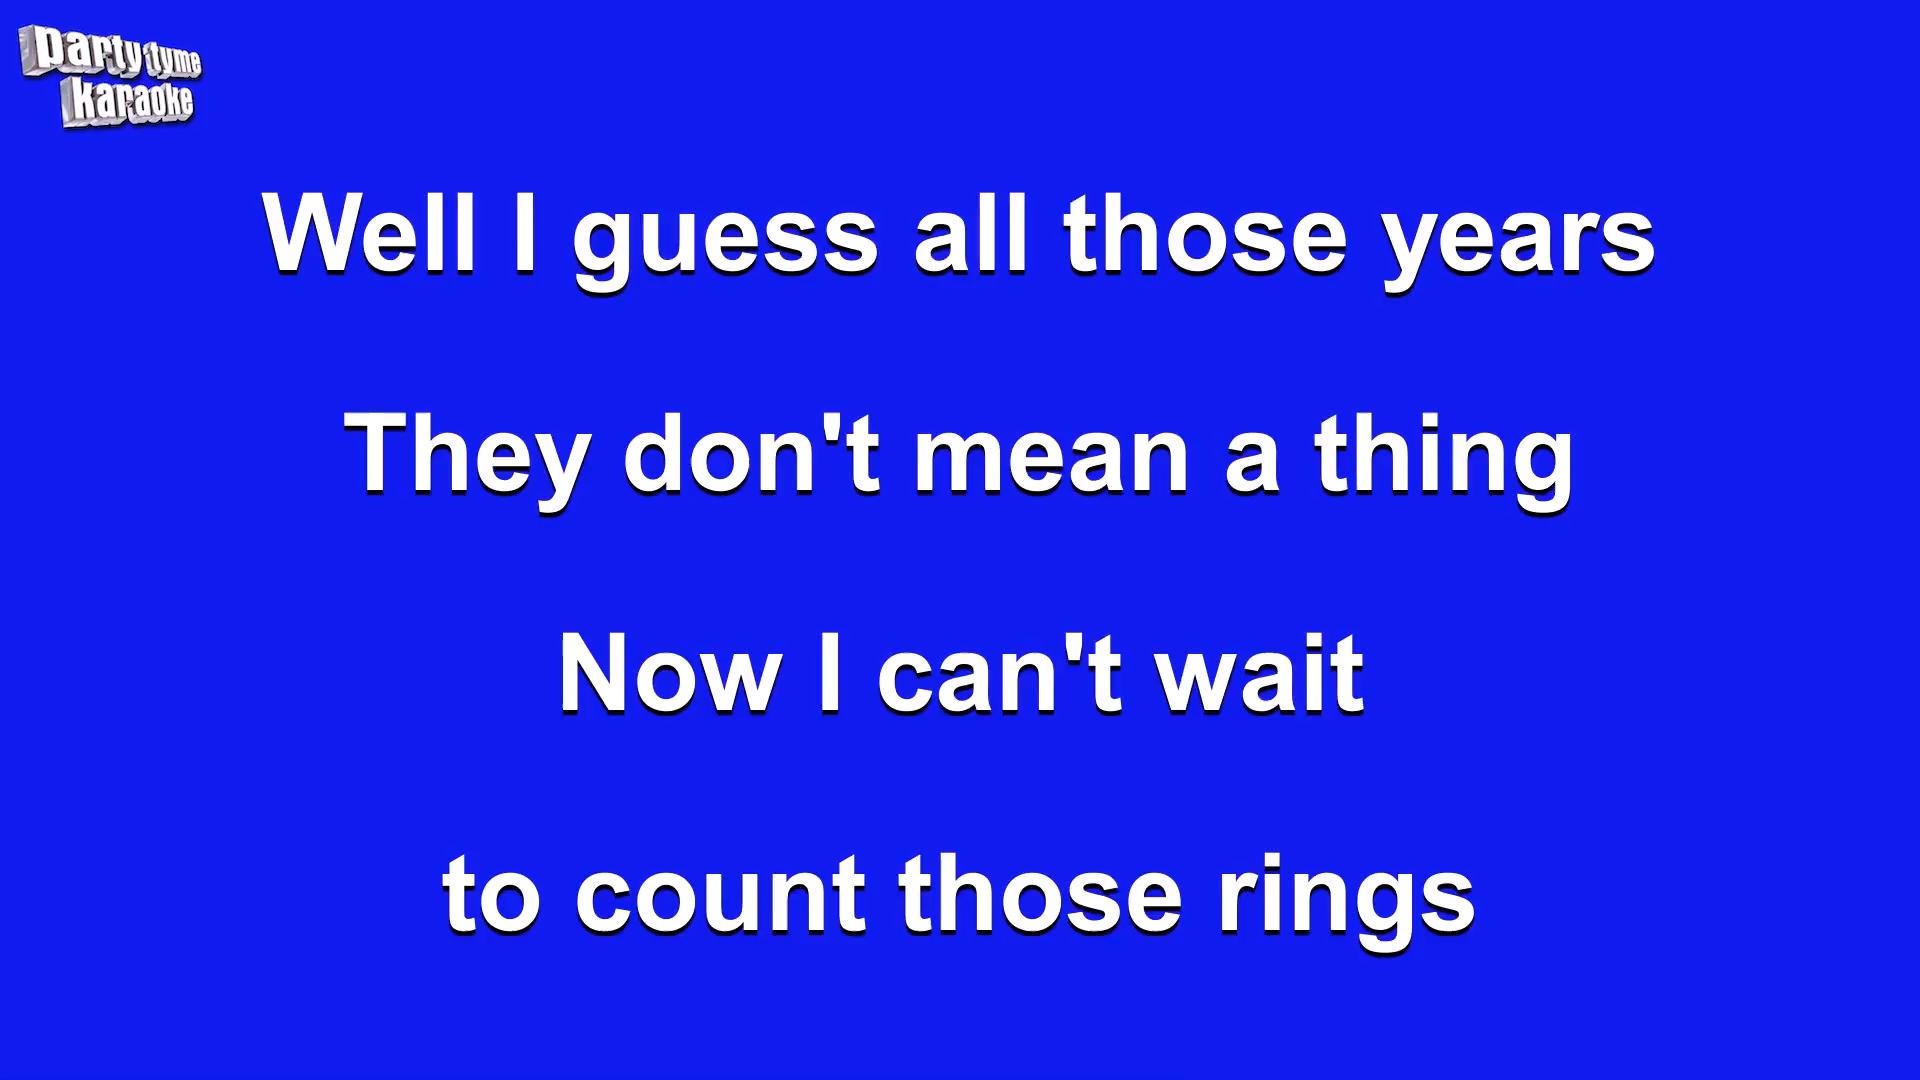 party tyme
karaoke
Well I guess all those years
They don't mean a thing
Now I can't wait
to count those rings